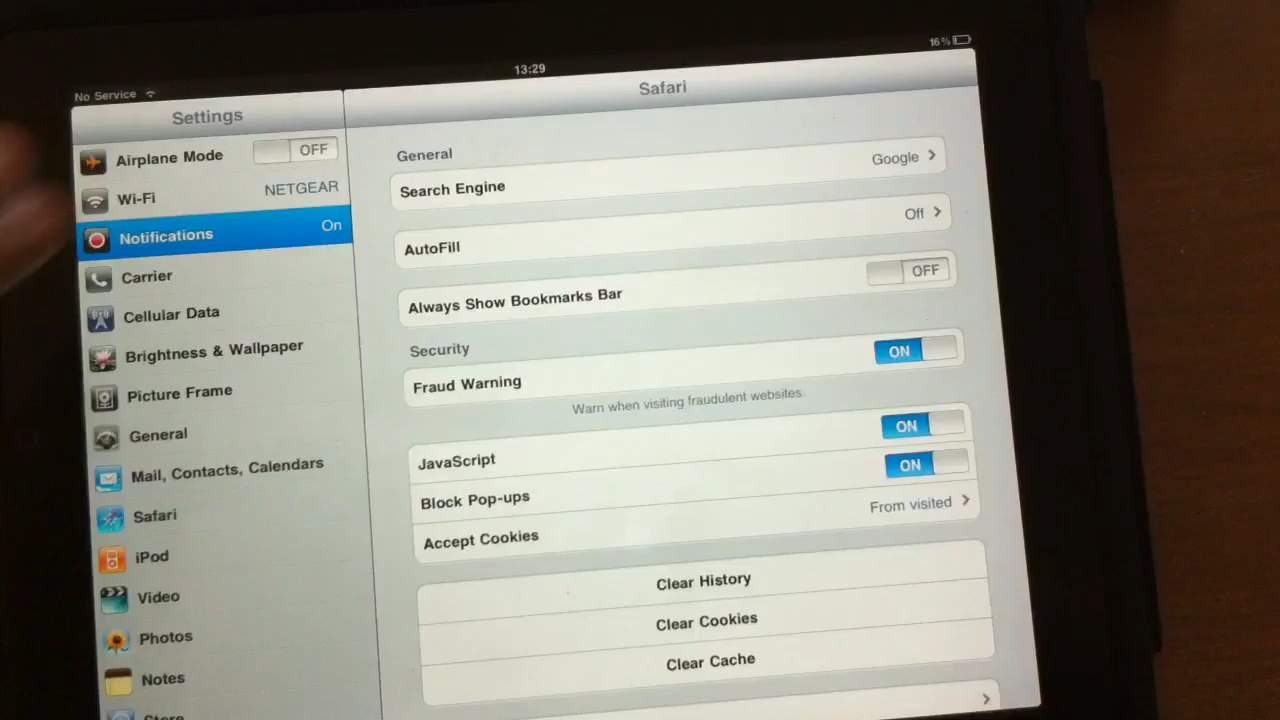 No Service
13:29
16%
Settings
Airplane Mode OFF
Wi-Fi NETGEAR
Notifications On
Carrier
Cellular Data
Brightness & Wallpaper
Picture Frame
General
Mail, Contacts, Calendars
Safari
iPod
Video
Photos
Notes
Store
Safari
General
Search Engine Google
AutoFill Off
Always Show Bookmarks Bar OFF
Security
Fraud Warning ON
Warn when visiting fraudulent websites.
JavaScript ON
Block Pop-ups ON
Accept Cookies From visited
Clear History
Clear Cookies
Clear Cache